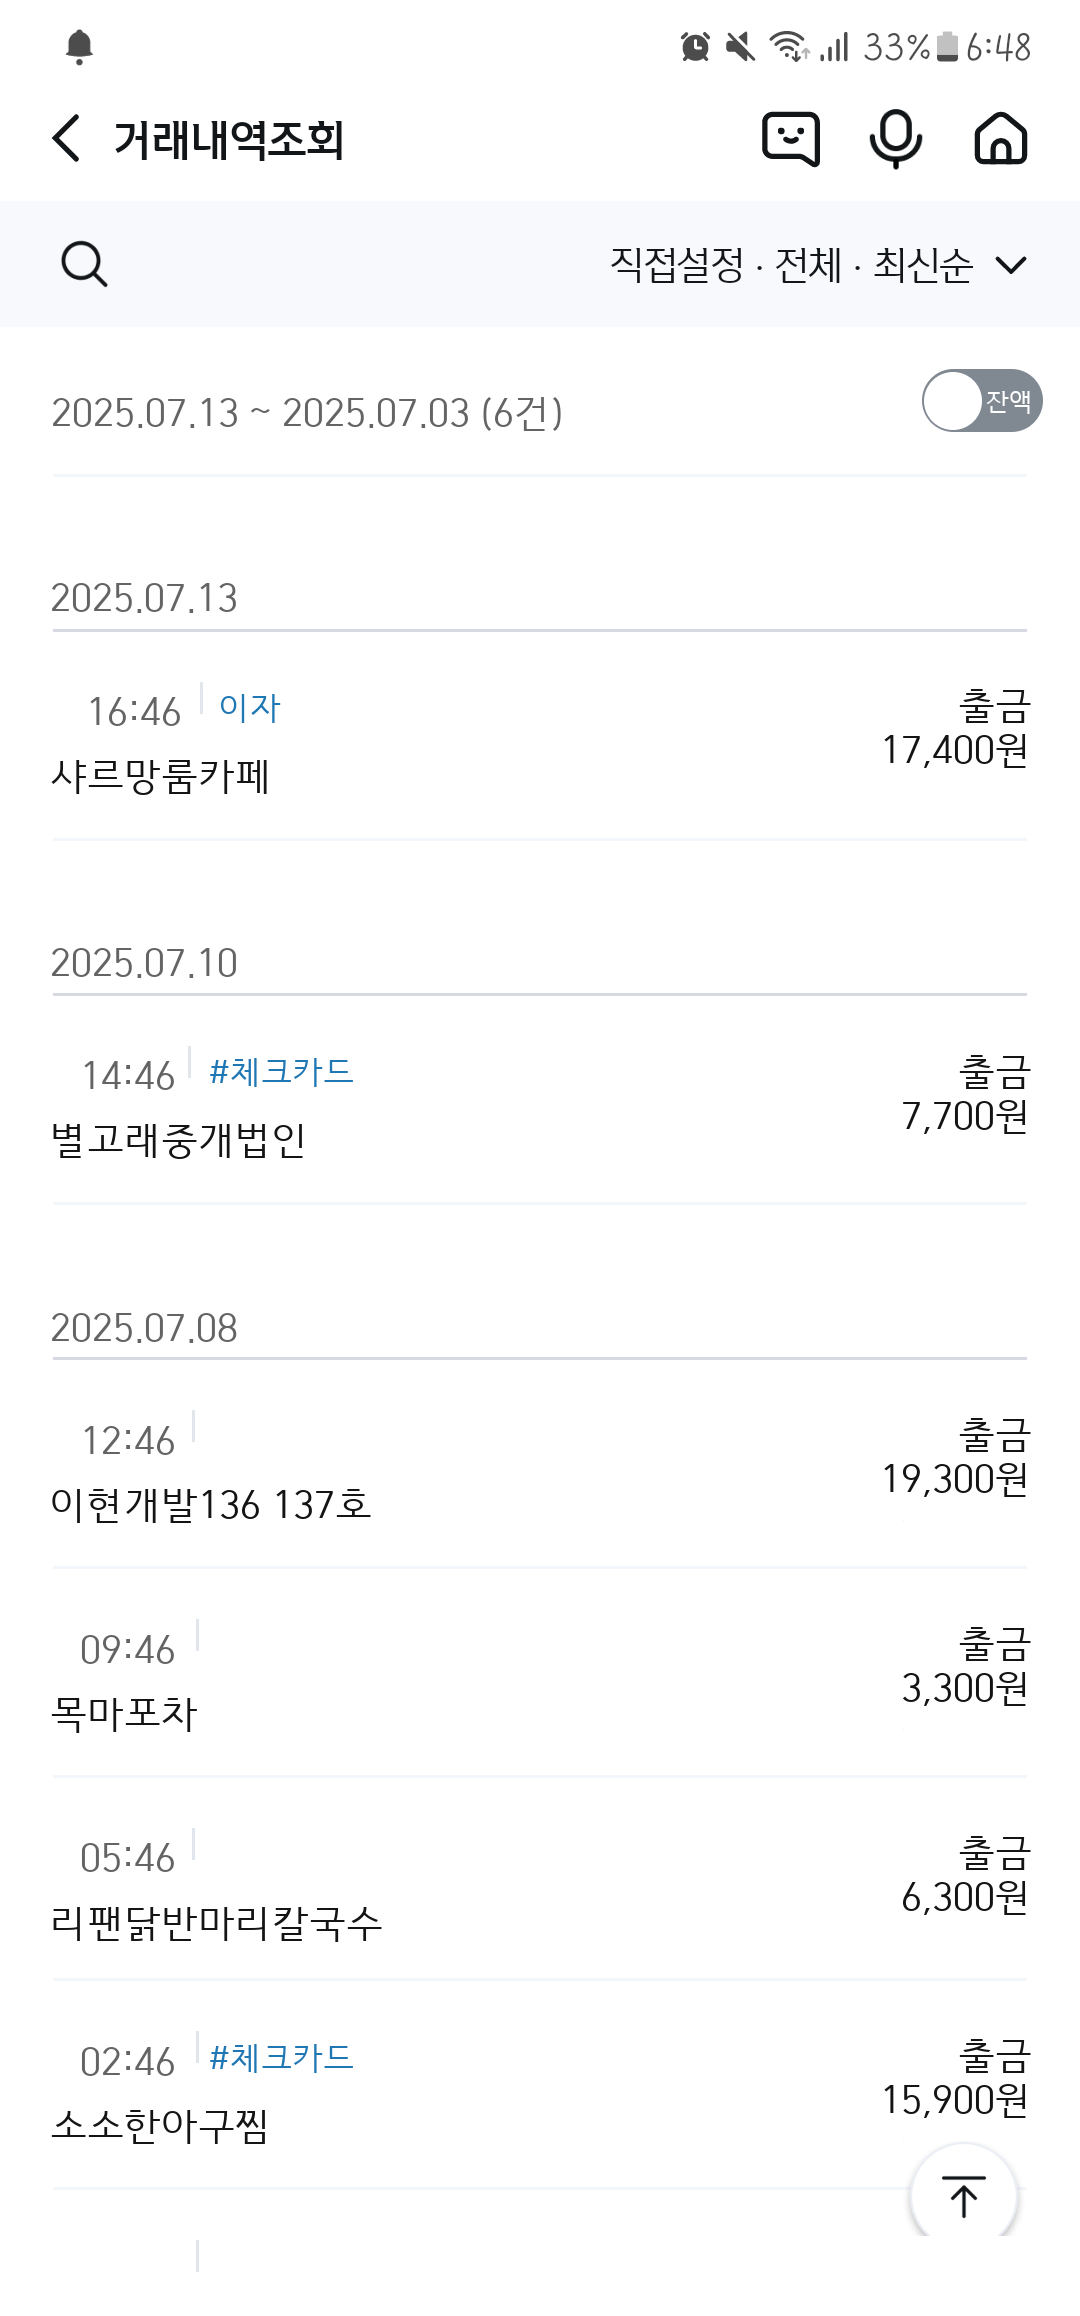 33% 6:48
거래내역조회
직접설정 · 전체 · 최신순
2025.07.13 ~ 2025.07.03 (6건)
잔액
2025.07.13
16:46 이자
출금
샤르망룸카페
17,400원
2025.07.10
14:46 #체크카드
출금
별고래중개법인
7,700원
2025.07.08
12:46
출금
이현개발136 137호
19,300원
09:46
출금
목마포차
3,300원
05:46
출금
리팬닭반마리칼국수
6,300원
02:46 #체크카드
출금
소소한아구찜
15,900원